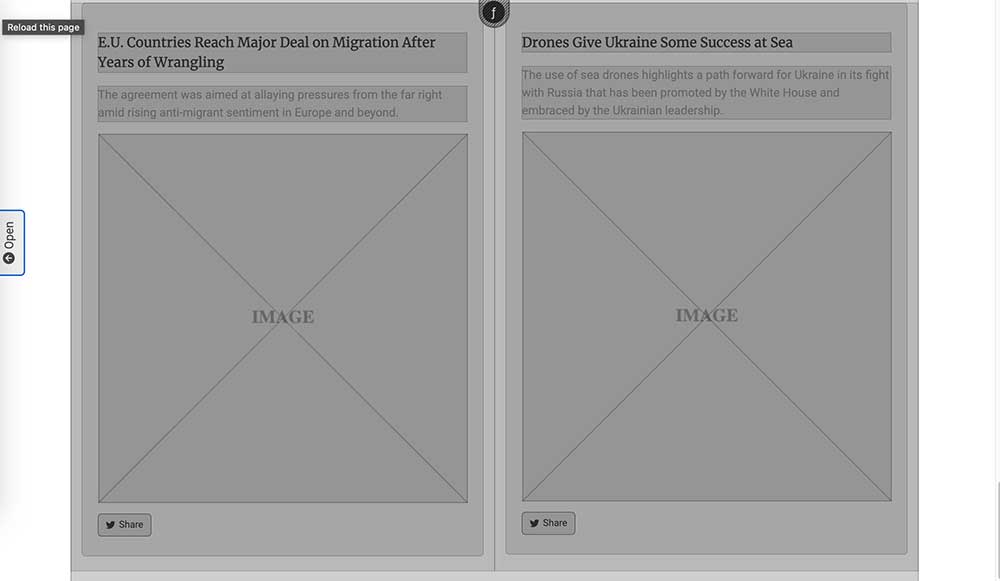 Reload this page
ƒ
E.U. Countries Reach Major Deal on Migration After
Years of Wrangling
The agreement was aimed at allaying pressures from the far right
amid rising anti-migrant sentiment in Europe and beyond.
IMAGE
Share
Drones Give Ukraine Some Success at Sea
The use of sea drones highlights a path forward for Ukraine in its fight
with Russia that has been promoted by the White House and
embraced by the Ukrainian leadership.
IMAGE
Share
Open